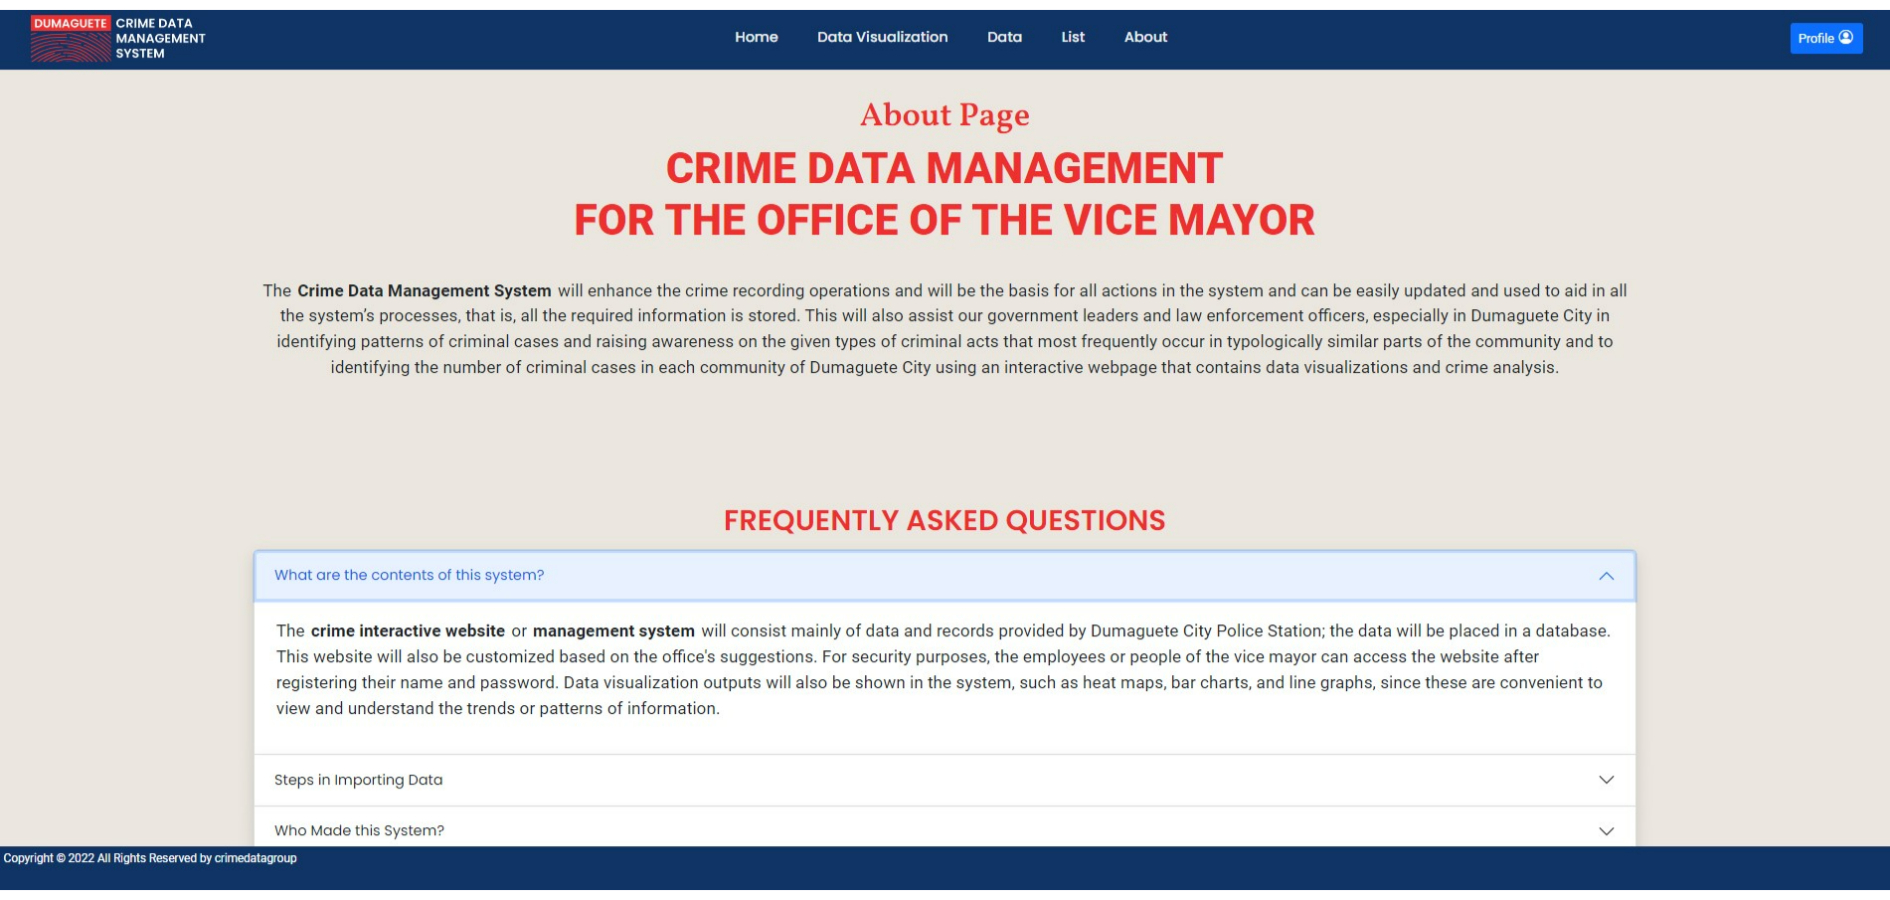 DUMAGUETE CRIME DATA
MANAGEMENT
SYSTEM
Home Data Visualization Data List About
Profile
About Page
CRIME DATA MANAGEMENT
FOR THE OFFICE OF THE VICE MAYOR
The Crime Data Management System will enhance the crime recording operations and will be the basis for all actions in the system and can be easily updated and used to aid in all
the system's processes, that is, all the required information is stored. This will also assist our government leaders and law enforcement officers, especially in Dumaguete City in
identifying patterns of criminal cases and raising awareness on the given types of criminal acts that most frequently occur in typologically similar parts of the community and to
identifying the number of criminal cases in each community of Dumaguete City using an interactive webpage that contains data visualizations and crime analysis.
FREQUENTLY ASKED QUESTIONS
What are the contents of this system?
The crime interactive website or management system will consist mainly of data and records provided by Dumaguete City Police Station; the data will be placed in a database.
This website will also be customized based on the office's suggestions. For security purposes, the employees or people of the vice mayor can access the website after
registering their name and password. Data visualization outputs will also be shown in the system, such as heat maps, bar charts, and line graphs, since these are convenient to
view and understand the trends or patterns of information.
Steps in Importing Data
Who Made this System?
Copyright © 2022 All Rights Reserved by crimedatagroup